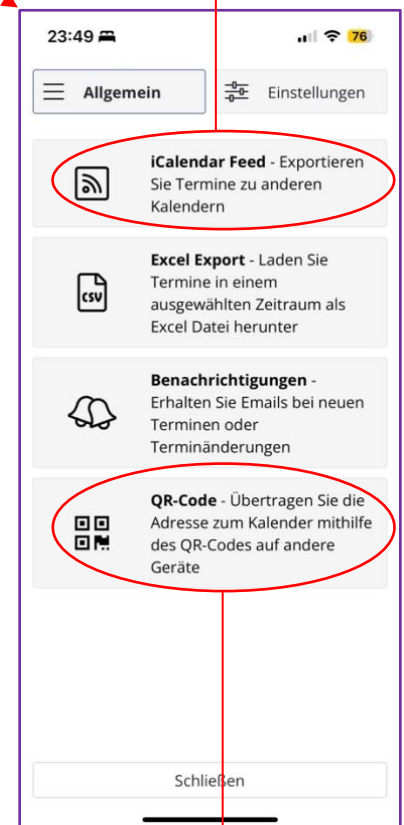 23:49
76
Allgemein
Einstellungen
iCalendar Feed - Exportieren
Sie Termine zu anderen
Kalendern
Excel Export - Laden Sie
Termine in einem
ausgewählten Zeitraum als
Excel Datei herunter
CSV
Benachrichtigungen -
Erhalten Sie Emails bei neuen
Terminen oder
Terminänderungen
QR-Code - Übertragen Sie die
Adresse zum Kalender mithilfe
des QR-Codes auf andere
Geräte
Schließen